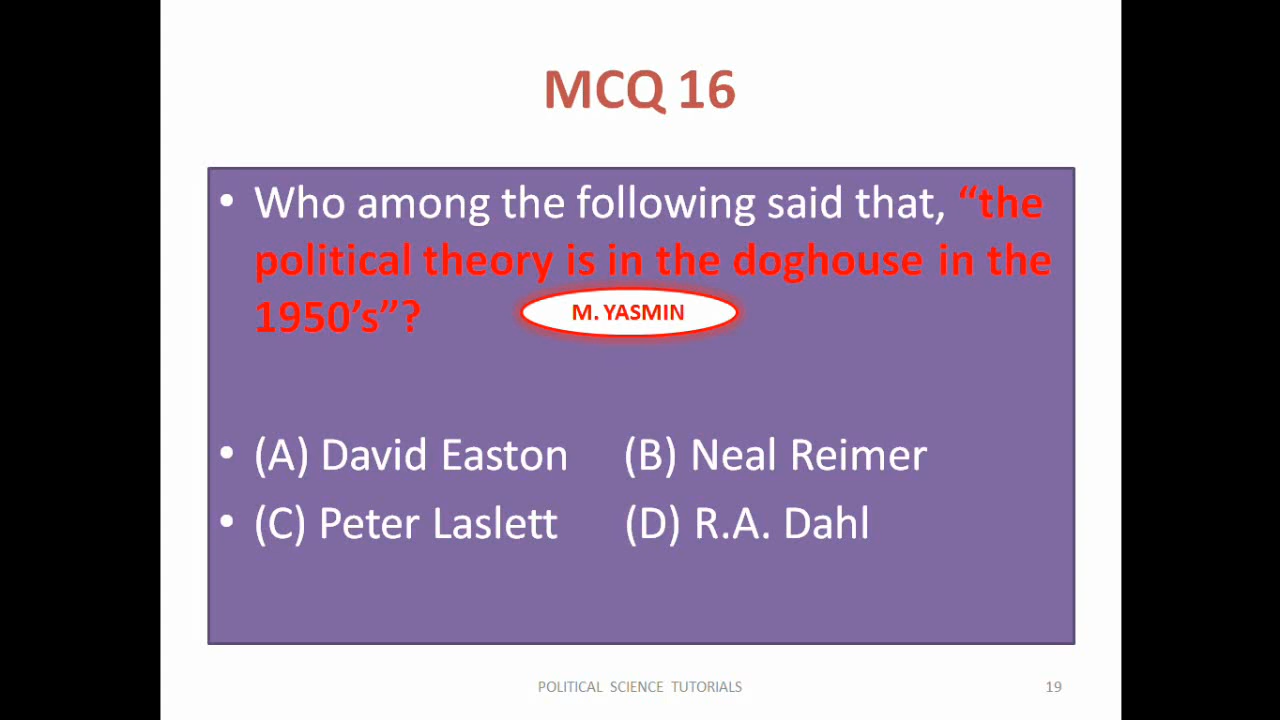 MCQ 16
• Who among the following said that, “the
political theory is in the doghouse in the
1950’s”?
M. YASMIN
• (A) David Easton (B) Neal Reimer
• (C) Peter Laslett (D) R.A. Dahl
POLITICAL SCIENCE TUTORIALS
19